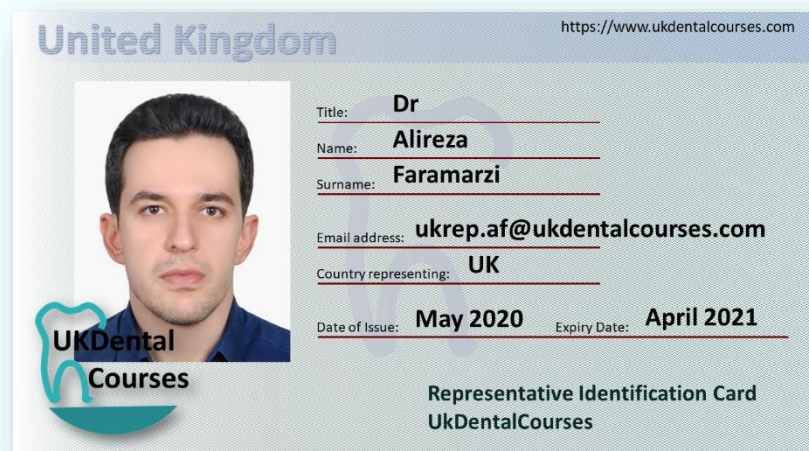 United Kingdom
https://www.ukdentalcourses.com
Title: Dr
Name: Alireza
Surname: Faramarzi
Email address: ukrep.af@ukdentalcourses.com
Country representing: UK
Date of Issue: May 2020 Expiry Date: April 2021
UKDental
Courses
Representative Identification Card
UkDentalCourses